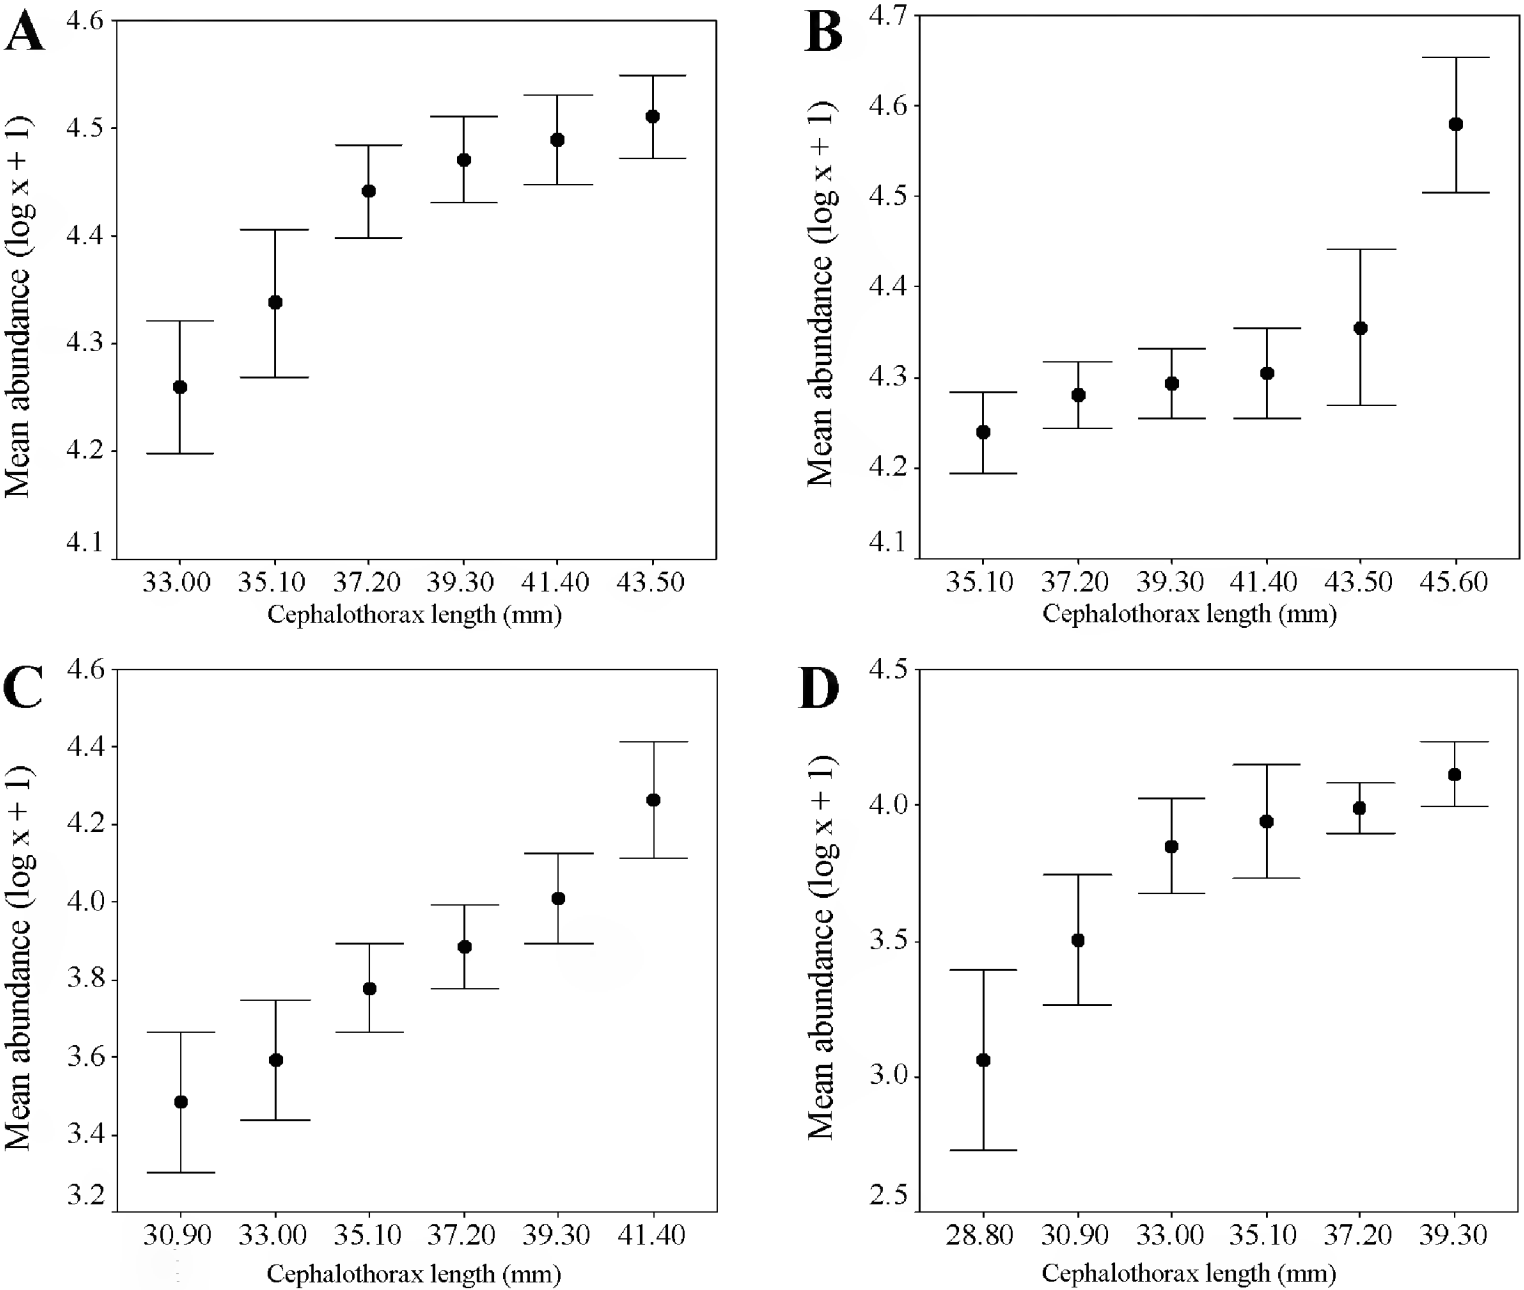 A
Mean abundance (log x + 1)
4.6
4.5
4.4
4.3
4.2
4.1
33.00 35.10 37.20 39.30 41.40 43.50
Cephalothorax length (mm)
B
Mean abundance (log x + 1)
4.7
4.6
4.5
4.4
4.3
4.2
4.1
35.10 37.20 39.30 41.40 43.50 45.60
Cephalothorax length (mm)
C
Mean abundance (log x + 1)
4.6
4.4
4.2
4.0
3.8
3.6
3.4
3.2
30.90 33.00 35.10 37.20 39.30 41.40
Cephalothorax length (mm)
D
Mean abundance (log x + 1)
4.5
4.0
3.5
3.0
2.5
28.80 30.90 33.00 35.10 37.20 39.30
Cephalothorax length (mm)